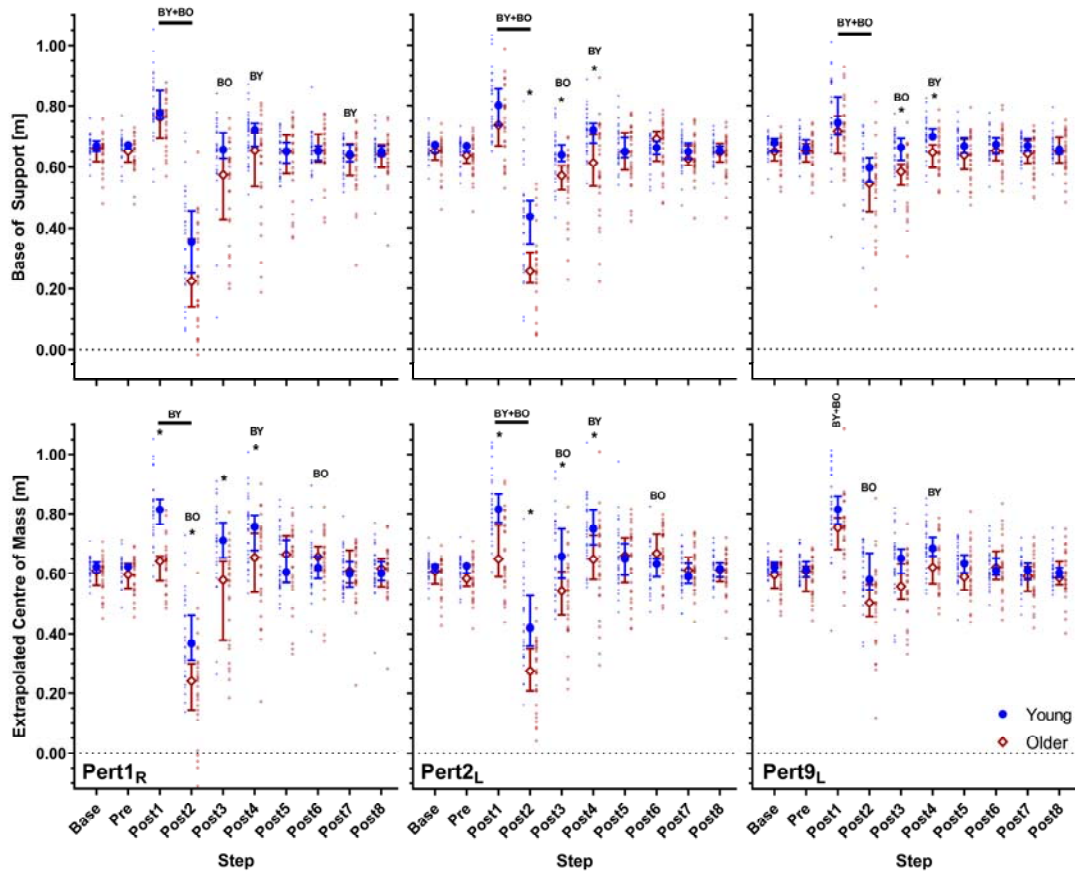 BY+BO
BY+BO
BY+BO
1.00
0.80
0.60
0.40
0.20
0.00
Base of Support [m]
BO
BY
BY
*
BO
*
BY
*
BO
*
BY
*
1.00
0.80
0.60
0.40
0.20
0.00
Extrapolated Centre of Mass [m]
BY
*
BO
*
*
BY
*
BO
BY+BO
*
*
BO
*
BY
*
BO
BY+BO
BO
BY
Young
Older
Pert1R
Pert2L
Pert9L
Base Pre Post1 Post2 Post3 Post4 Post5 Post6 Post7 Post8
Base Pre Post1 Post2 Post3 Post4 Post5 Post6 Post7 Post8
Base Pre Post1 Post2 Post3 Post4 Post5 Post6 Post7 Post8
Step
Step
Step